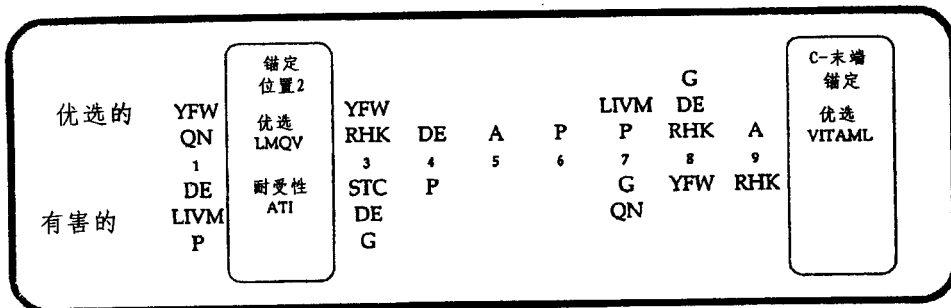 锚定
位置2
C-末端
锚定
G
优选的
YFW
QN
优选
LMQV
YFW
RHK
DE
A
P
LIVM
P
DE
RHK
A
优选
VITAML
1
3
4
5
6
7
8
9
有害的
DE
LIVM
P
耐受性
ATI
STC
DE
G
P
G
QN
YFW
RHK